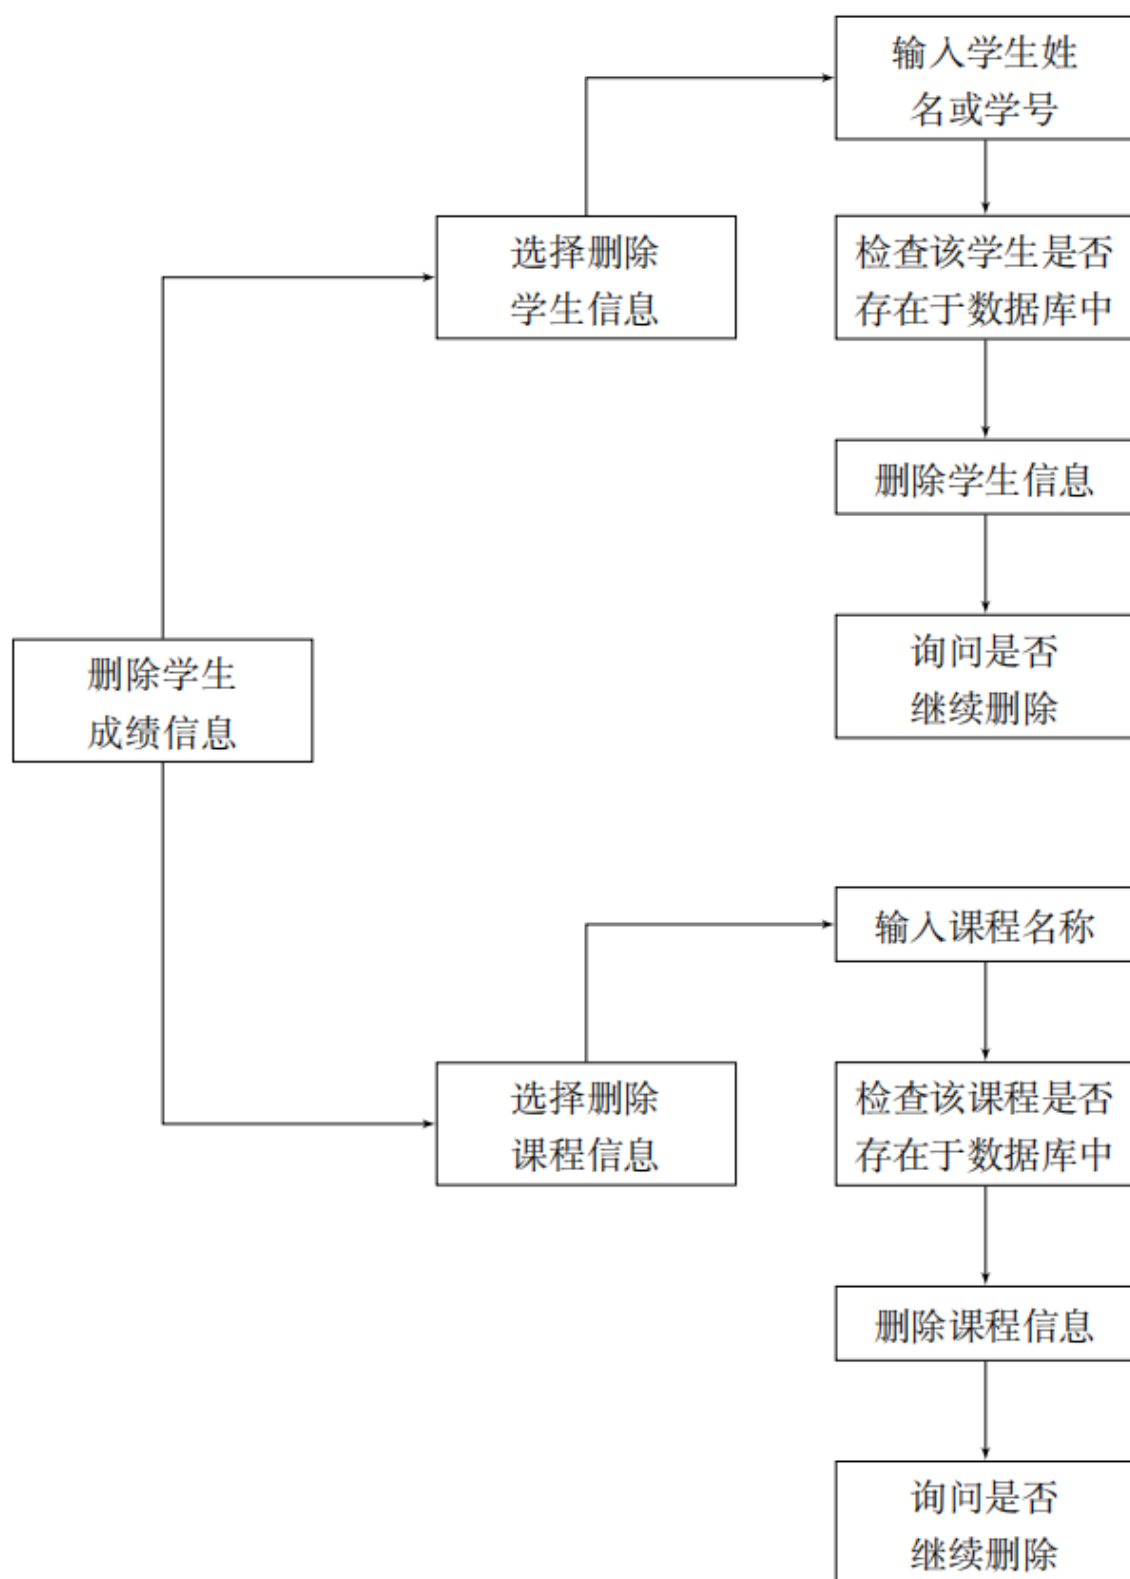 输入学生姓
名或学号
选择删除
学生信息
检查该学生是否
存在于数据库中
删除学生信息
询问是否
继续删除
删除学生
成绩信息
输入课程名称
选择删除
课程信息
检查该课程是否
存在于数据库中
删除课程信息
询问是否
继续删除